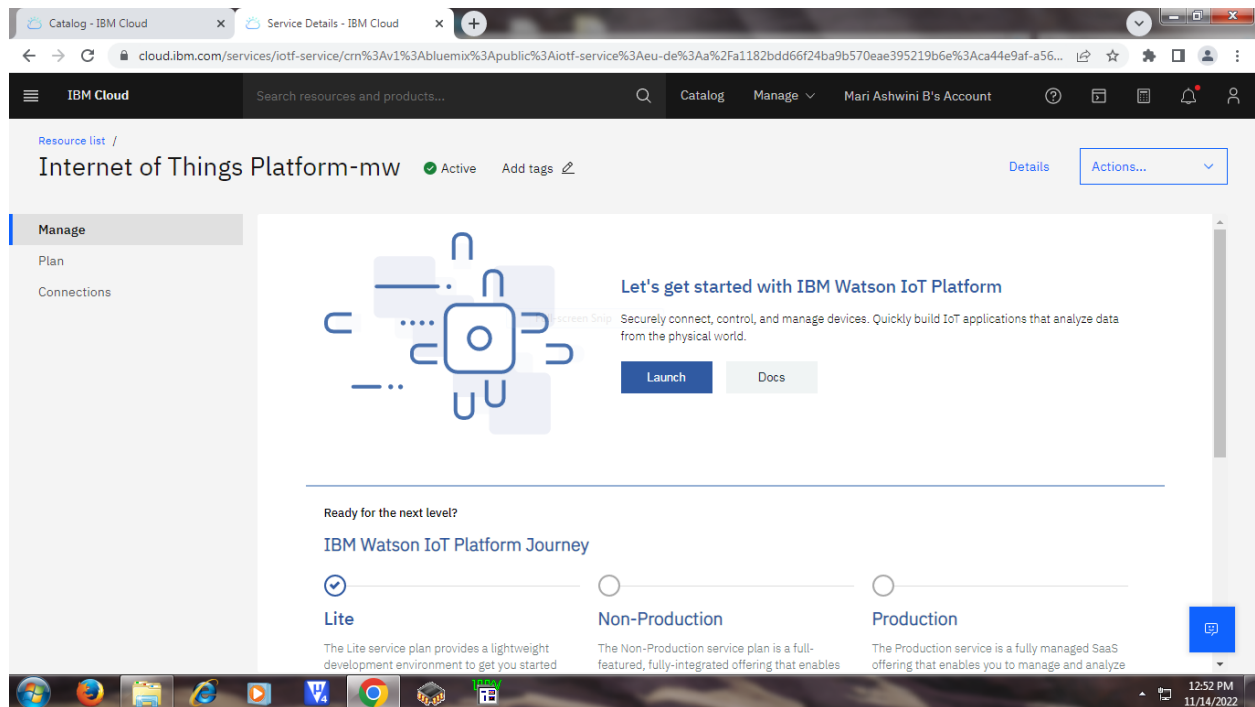 Catalog - IBM Cloud
Service Details - IBM Cloud
cloud.ibm.com/services/iotf-service/crn%3Av1%3Abluemix%3Apublic%3Aiotf-service%3Aeu-de%3Aa%2Fa1182bdd66f24ba9b570eae395219b6e%3Aca44e9af-a56...
IBM Cloud
Search resources and products...
Catalog
Manage
Mari Ashwini B's Account
Resource list /
Internet of Things Platform-mw
Active
Add tags
Details
Actions...
Manage
Plan
Connections
Let's get started with IBM Watson IoT Platform
Securely connect, control, and manage devices. Quickly build IoT applications that analyze data
from the physical world.
Launch
Docs
Ready for the next level?
IBM Watson IoT Platform Journey
Lite
Non-Production
Production
The Lite service plan provides a lightweight
development environment to get you started
The Non-Production service plan is a full-
featured, fully-integrated offering that enables
The Production service is a fully managed SaaS
offering that enables you to manage and analyze
12:52 PM
11/14/2022